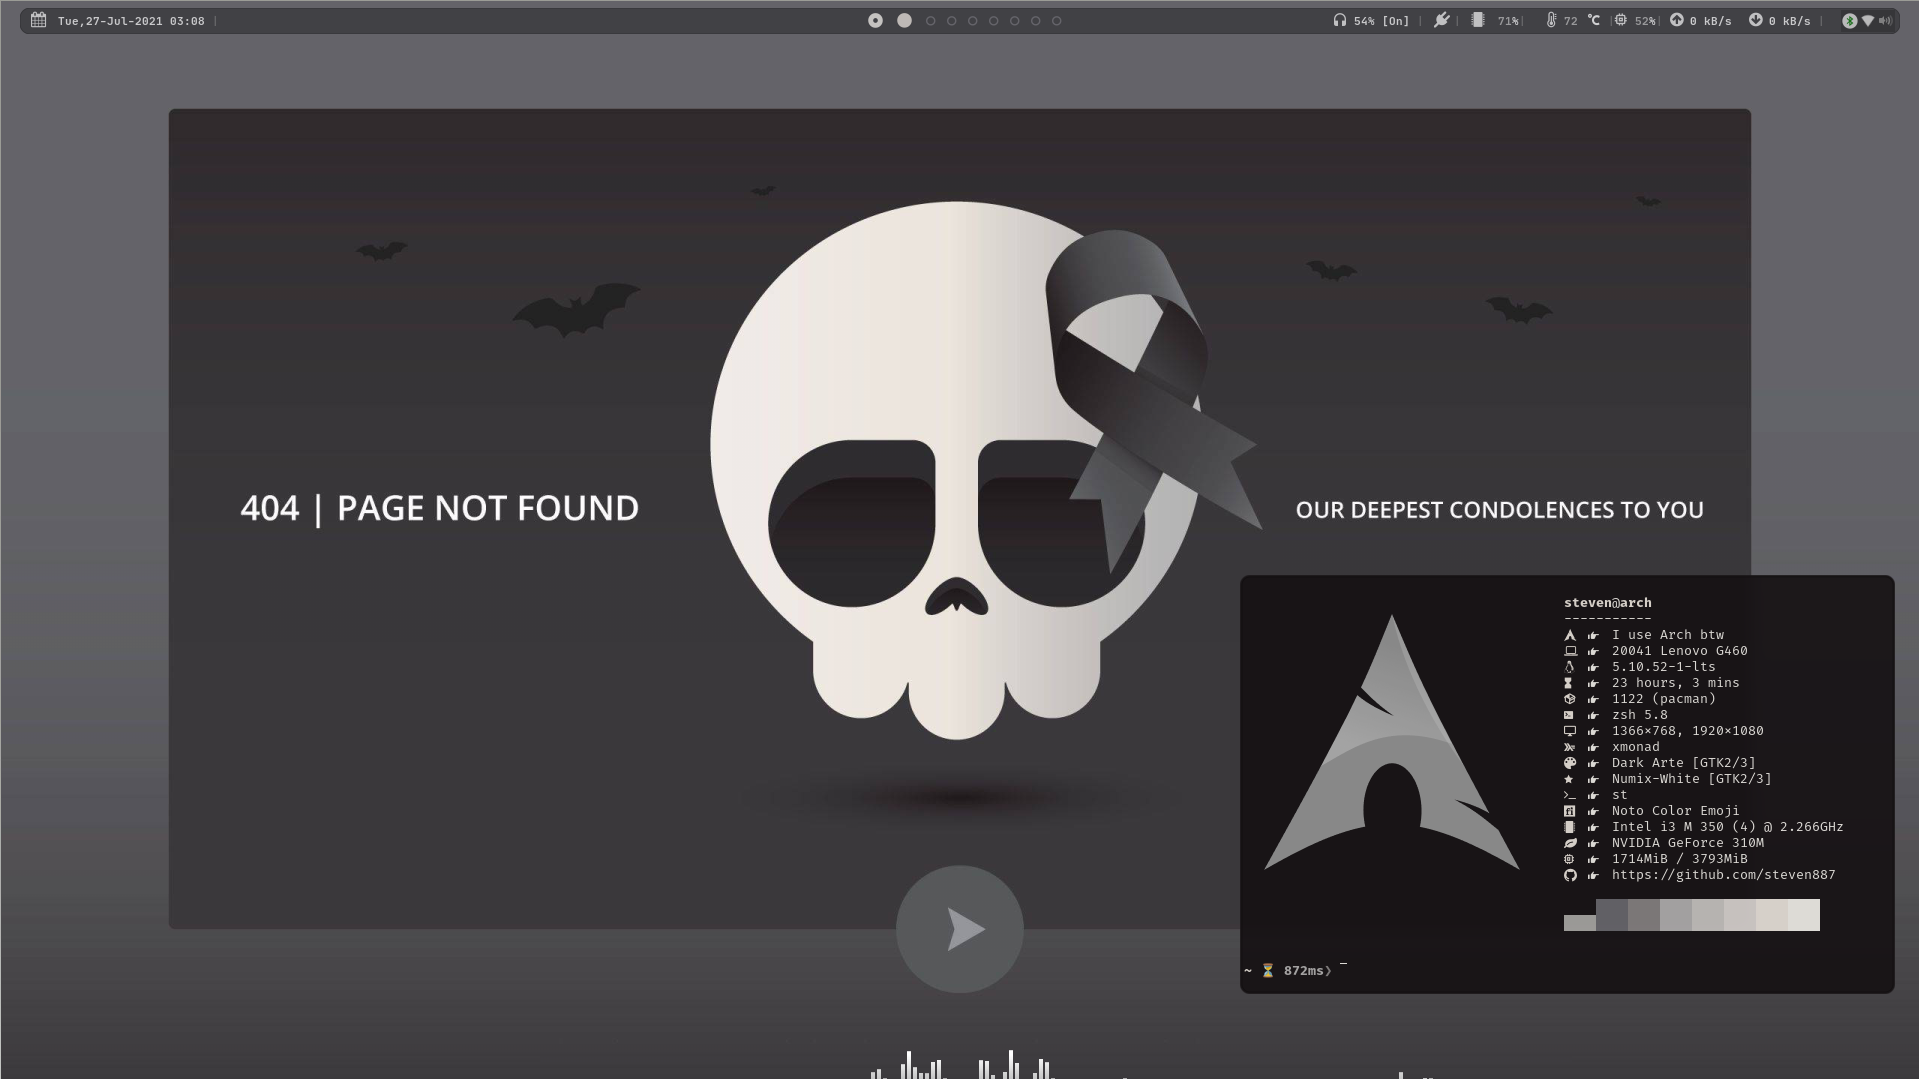 Tue,27-Jul-2021 03:08 |
54% [On] | | 71%| 72 °C | 52%| 0 kB/s 0 kB/s |
404 | PAGE NOT FOUND
OUR DEEPEST CONDOLENCES TO YOU
steven@arch
-----------
I use Arch btw
20041 Lenovo G460
5.10.52-1-lts
23 hours, 3 mins
1122 (pacman)
zsh 5.8
1366×768, 1920×1080
xmonad
Dark Arte [GTK2/3]
Numix-White [GTK2/3]
st
Noto Color Emoji
Intel i3 M 350 (4) @ 2.266GHz
NVIDIA GeForce 310M
1714MiB / 3793MiB
https://github.com/steven887
~ ⏳ 872ms❯ _